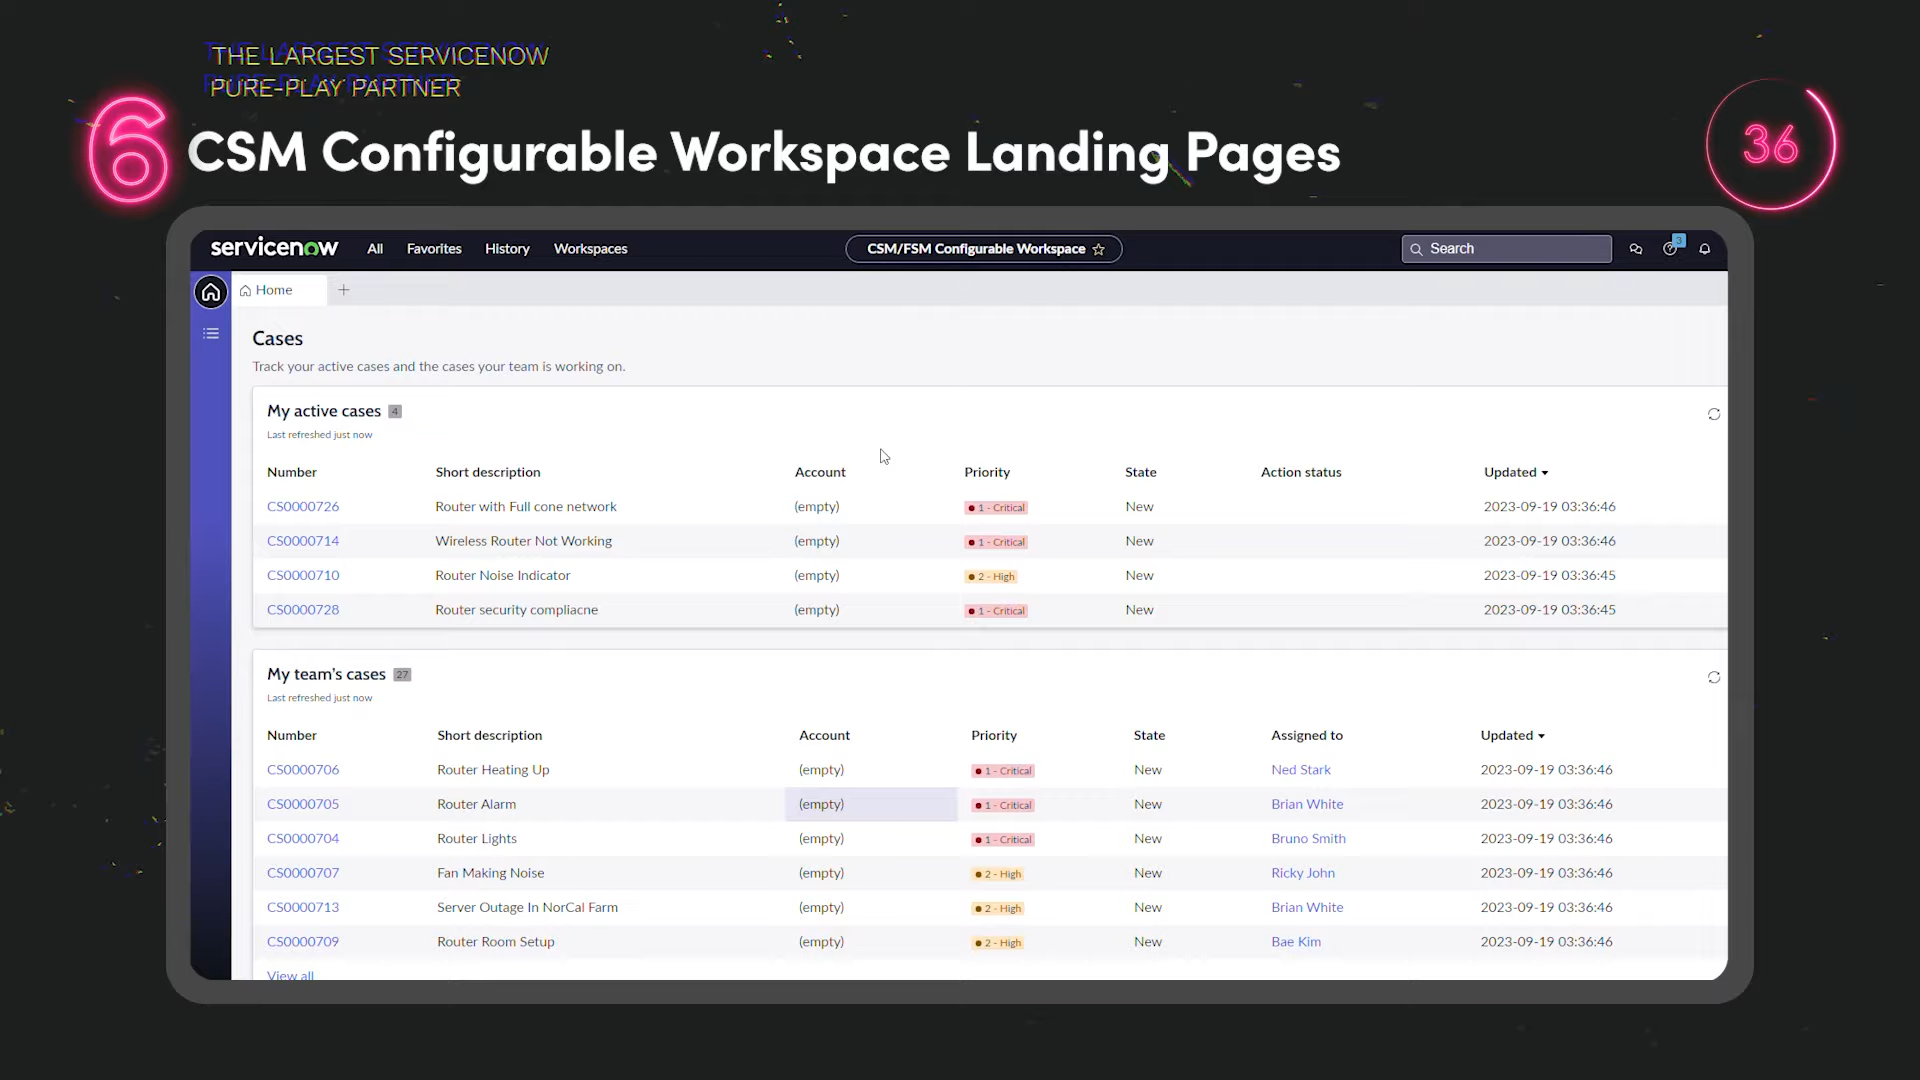 THE LARGEST SERVICENOW
PURE-PLAY PARTNER
6 CSM Configurable Workspace Landing Pages
36
servicenow All Favorites History Workspaces CSM/FSM Configurable Workspace Search 3
Home
Cases
Track your active cases and the cases your team is working on.
My active cases 4
Last refreshed just now
Number Short description Account Priority State Action status Updated
CS0000726 Router with Full cone network (empty) 1 - Critical New 2023-09-19 03:36:46
CS0000714 Wireless Router Not Working (empty) 1 - Critical New 2023-09-19 03:36:46
CS0000710 Router Noise Indicator (empty) 2 - High New 2023-09-19 03:36:45
CS0000728 Router security compliacne (empty) 1 - Critical New 2023-09-19 03:36:45
My team's cases 27
Last refreshed just now
Number Short description Account Priority State Assigned to Updated
CS0000706 Router Heating Up (empty) 1 - Critical New Ned Stark 2023-09-19 03:36:46
CS0000705 Router Alarm (empty) 1 - Critical New Brian White 2023-09-19 03:36:46
CS0000704 Router Lights (empty) 1 - Critical New Bruno Smith 2023-09-19 03:36:46
CS0000707 Fan Making Noise (empty) 2 - High New Ricky John 2023-09-19 03:36:46
CS0000713 Server Outage In NorCal Farm (empty) 2 - High New Brian White 2023-09-19 03:36:46
CS0000709 Router Room Setup (empty) 2 - High New Bae Kim 2023-09-19 03:36:46
View all